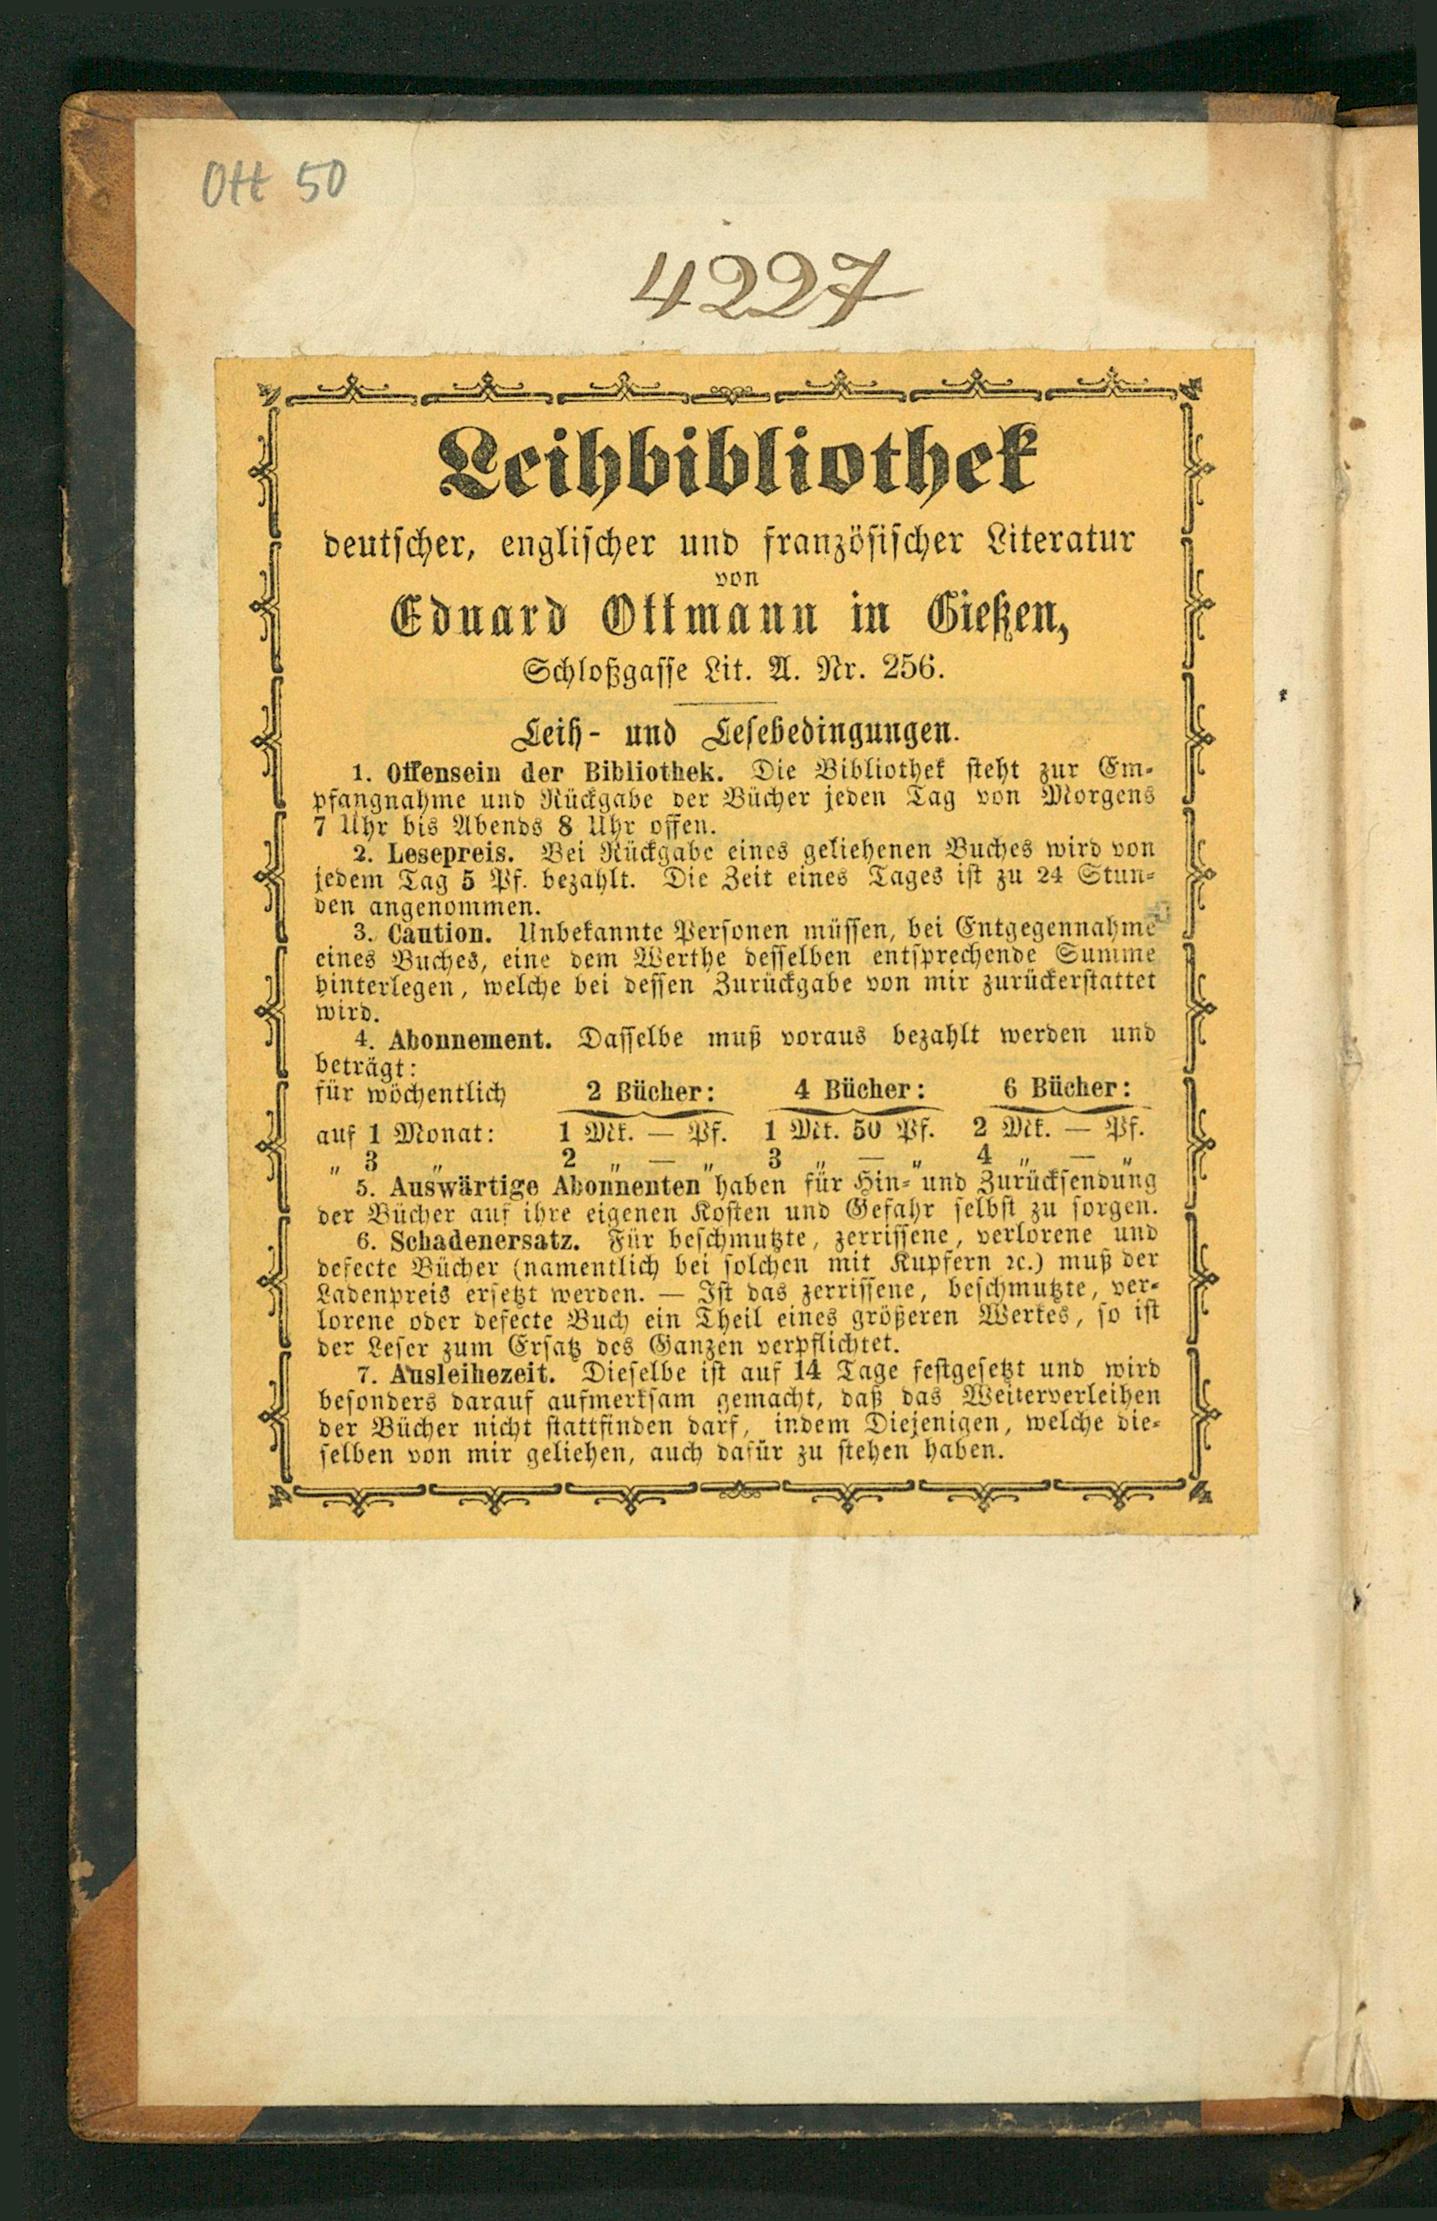 Ott 50
4227
Leihbibliothek
deutscher, englischer und französischer Literatur
von
Eduard Ottmann in Gießen,
Schloßgasse Lit. A. Nr. 256.
Leih- und Lesebedingungen.
1. Offensein der Bibliothek. Die Bibliothek steht zur Em-
pfangnahme und Rückgabe der Bücher jeden Tag von Morgens
7 Uhr bis Abends 8 Uhr offen.
2. Lesepreis. Bei Rückgabe eines geliehenen Buches wird von
jedem Tag 5 Pf. bezahlt. Die Zeit eines Tages ist zu 24 Stun-
den angenommen.
3. Caution. Unbekannte Personen müssen, bei Entgegennahme
eines Buches, eine dem Werthe desselben entsprechende Summe
hinterlegen, welche bei dessen Zurückgabe von mir zurückerstattet
wird.
4. Abonnement. Dasselbe muß voraus bezahlt werden und
beträgt:
für wöchentlich 2 Bücher: 4 Bücher: 6 Bücher:
auf 1 Monat: 1 Mk. — Pf. 1 Mk. 50 Pf. 2 Mk. — Pf.
„ 3 „ 2 „ — „ 3 „ — „ 4 „ — „
5. Auswärtige Abonnenten haben für Hin- und Zurücksendung
der Bücher auf ihre eigenen Kosten und Gefahr selbst zu sorgen.
6. Schadenersatz. Für beschmutzte, zerrissene, verlorene und
defecte Bücher (namentlich bei solchen mit Kupfern ꝛc.) muß der
Ladenpreis ersetzt werden. — Ist das zerrissene, beschmutzte, ver-
lorene oder defecte Buch ein Theil eines größeren Werkes, so ist
der Leser zum Ersatz des Ganzen verpflichtet.
7. Ausleihezeit. Dieselbe ist auf 14 Tage festgesetzt und wird
besonders darauf aufmerksam gemacht, daß das Weiterverleihen
der Bücher nicht stattfinden darf, indem Diejenigen, welche die-
selben von mir geliehen, auch dafür zu stehen haben.